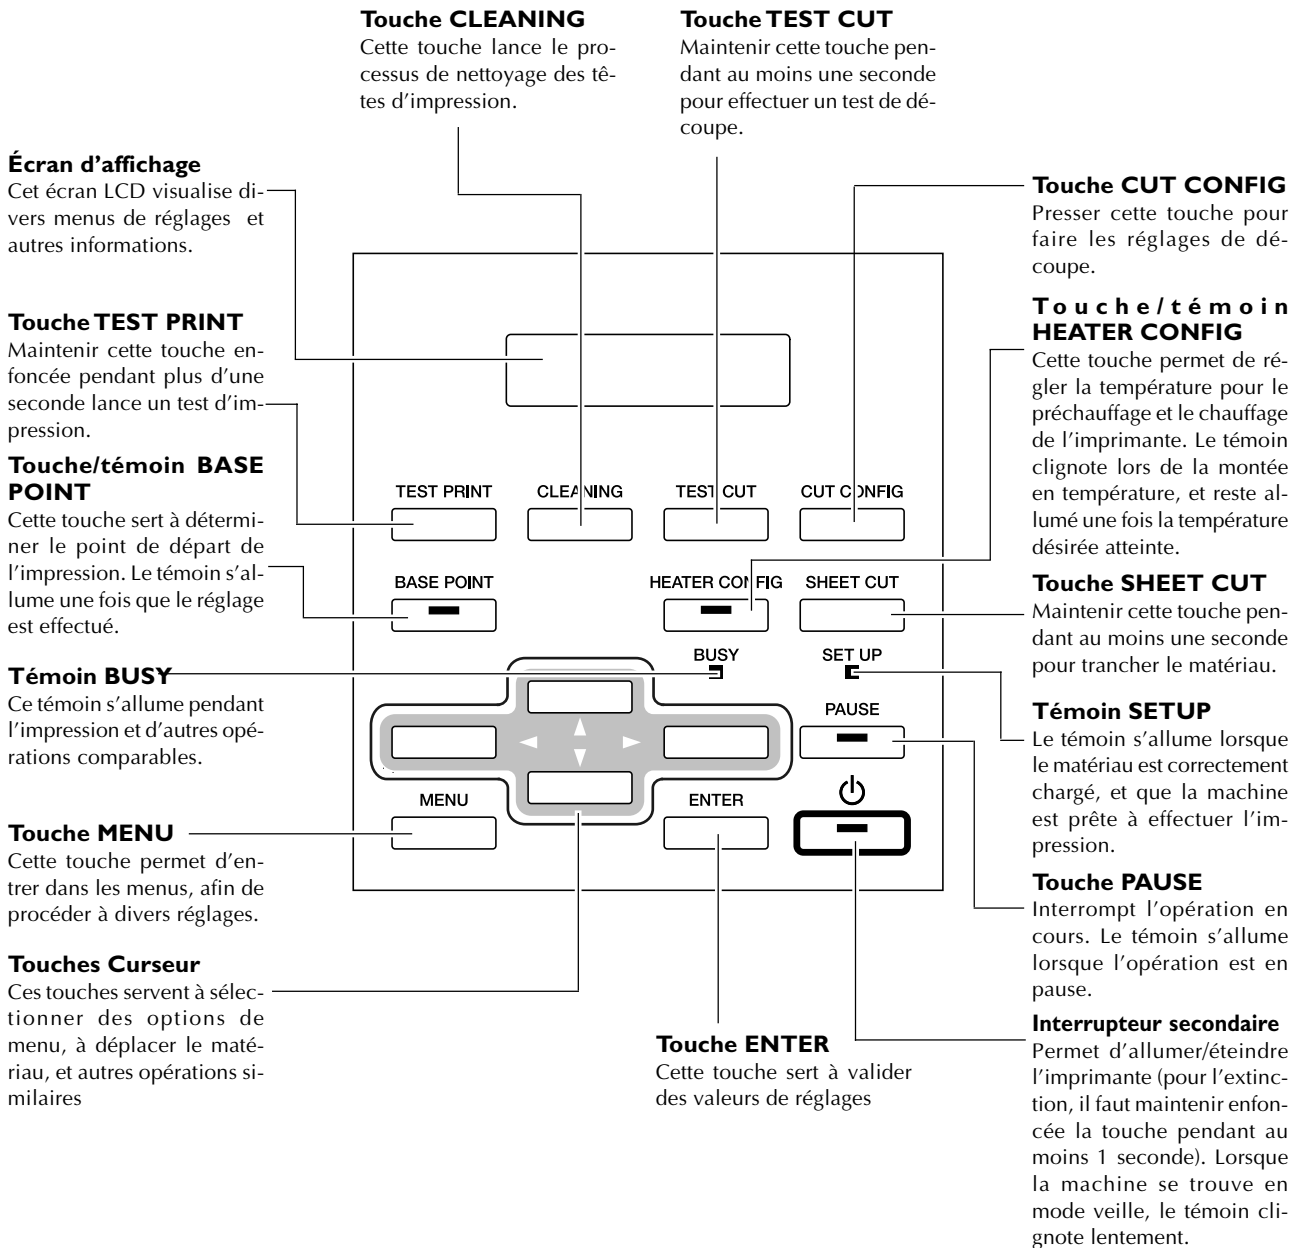 Touche CLEANING
Cette touche lance le pro-
cessus de nettoyage des tê-
tes d’impression.
Touche TEST CUT
Maintenir cette touche pen-
dant au moins une seconde
pour effectuer un test de dé-
coupe.
Écran d’affichage
Cet écran LCD visualise di-
vers menus de réglages et
autres informations.
Touche TEST PRINT
Maintenir cette touche en-
foncée pendant plus d’une
seconde lance un test d’im-
pression.
Touche/témoin BASE
POINT
Cette touche sert à détermi-
ner le point de départ de
l’impression. Le témoin s’al-
lume une fois que le réglage
est effectué.
Témoin BUSY
Ce témoin s’allume pendant
l’impression et d’autres opé-
rations comparables.
Touche MENU
Cette touche permet d’en-
trer dans les menus, afin de
procéder à divers réglages.
Touches Curseur
Ces touches servent à sélec-
tionner des options de
menu, à déplacer le maté-
riau, et autres opérations si-
milaires
TEST PRINT
CLEANING
TEST CUT
CUT CONFIG
BASE POINT
HEATER CONFIG
SHEET CUT
BUSY
SET UP
PAUSE
MENU
ENTER
Touche ENTER
Cette touche sert à valider
des valeurs de réglages
Touche CUT CONFIG
Presser cette touche pour
faire les réglages de dé-
coupe.
Touche/témoin
HEATER CONFIG
Cette touche permet de ré-
gler la température pour le
préchauffage et le chauffage
de l’imprimante. Le témoin
clignote lors de la montée
en température, et reste al-
lumé une fois la température
désirée atteinte.
Touche SHEET CUT
Maintenir cette touche pen-
dant au moins une seconde
pour trancher le matériau.
Témoin SETUP
Le témoin s’allume lorsque
le matériau est correctement
chargé, et que la machine
est prête à effectuer l’im-
pression.
Touche PAUSE
Interrompt l’opération en
cours. Le témoin s’allume
lorsque l’opération est en
pause.
Interrupteur secondaire
Permet d’allumer/éteindre
l’imprimante (pour l’extinc-
tion, il faut maintenir enfon-
cée la touche pendant au
moins 1 seconde). Lorsque
la machine se trouve en
mode veille, le témoin cli-
gnote lentement.